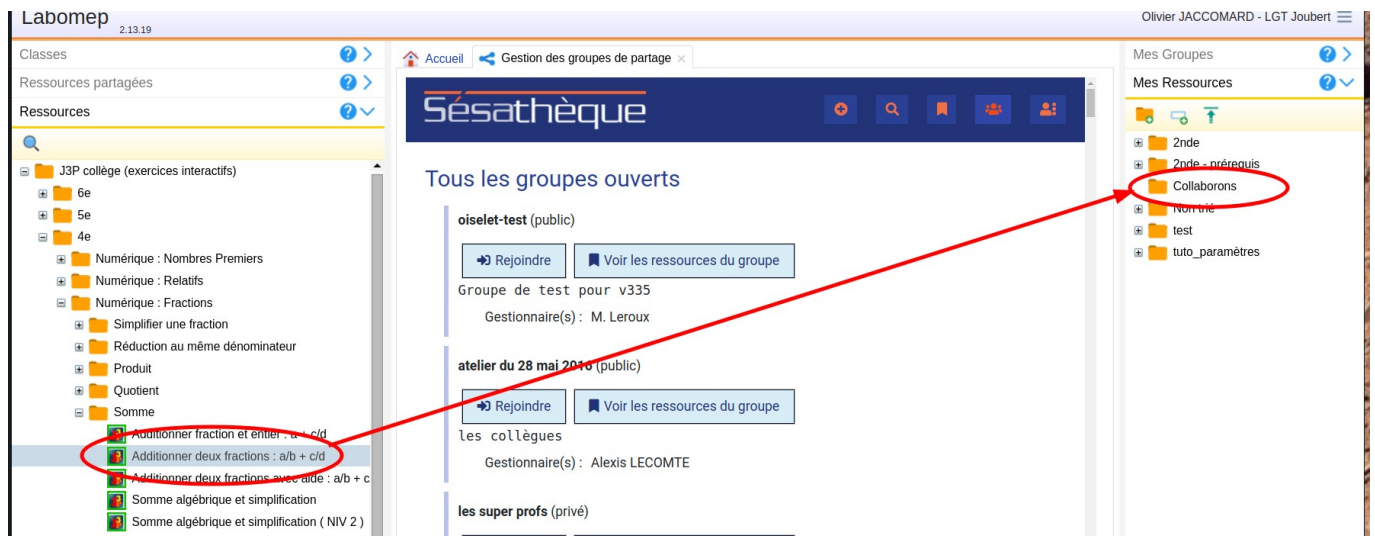 Labomep 2.13.19
Olivier JACCOMARD - LGT Joubert
Classes
Ressources partagées
Ressources
J3P collège (exercices interactifs)
6e
5e
4e
Numérique : Nombres Premiers
Numérique : Relatifs
Numérique : Fractions
Simplifier une fraction
Réduction au même dénominateur
Produit
Quotient
Somme
Additionner fraction et entier : a + c/d
Additionner deux fractions : a/b + c/d
Additionner deux fractions avec aide : a/b + c
Somme algébrique et simplification
Somme algébrique et simplification ( NIV 2 )
Accueil
Gestion des groupes de partage
Sésathèque
Tous les groupes ouverts
oiselet-test (public)
Rejoindre
Voir les ressources du groupe
Groupe de test pour v335
Gestionnaire(s) : M. Leroux
atelier du 28 mai 2016 (public)
Rejoindre
Voir les ressources du groupe
les collègues
Gestionnaire(s) : Alexis LECOMTE
les super profs (privé)
Mes Groupes
Mes Ressources
2nde
2nde - prérequis
Collaborons
Non trié
test
tuto_paramètres